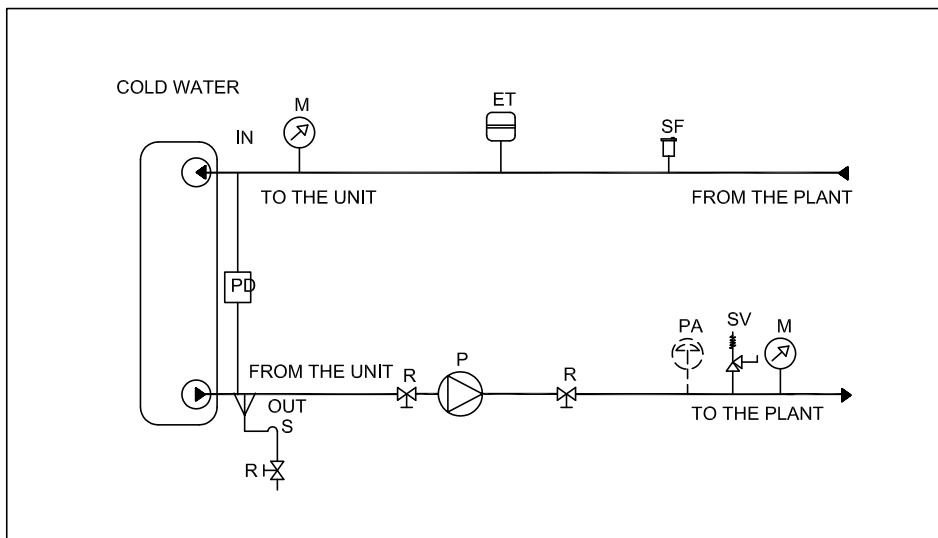 COLD WATER
M
ET
SF
IN
TO THE UNIT
FROM THE PLANT
PD
FROM THE UNIT
R
P
R
PA
SV
M
OUT
TO THE PLANT
S
R